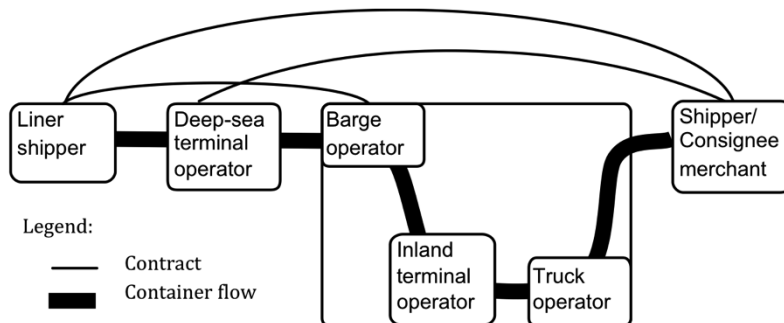 Liner
shipper
Deep-sea
terminal
operator
Barge
operator
Shipper/
Consignee
merchant
Inland
terminal
operator
Truck
operator
Legend:
Contract
Container flow